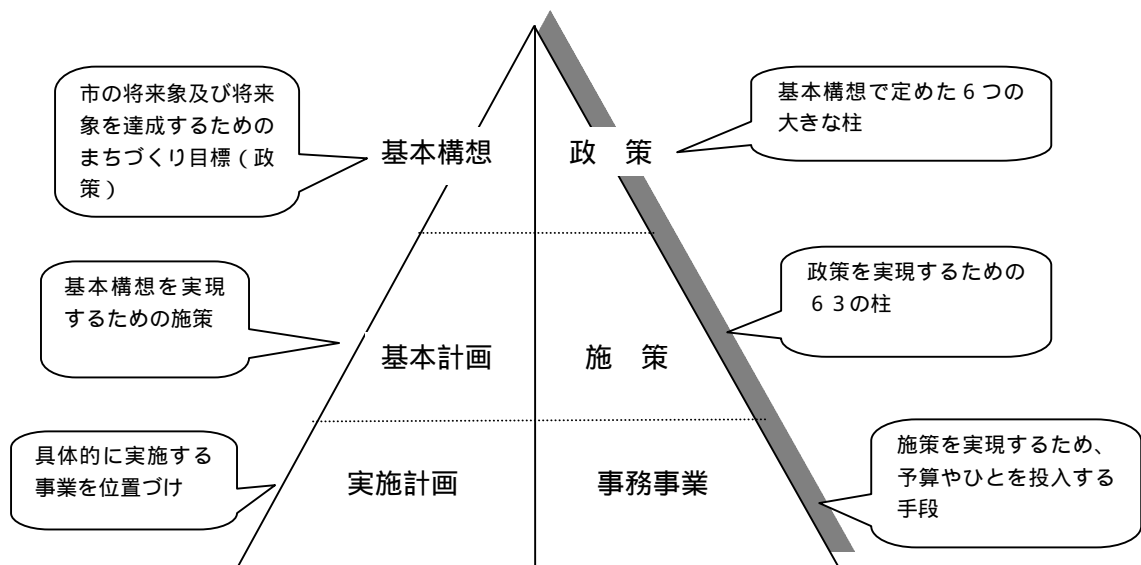 市の将来象及び将来
象を達成するための
まちづくり目標（政
策）
基本構想で定めた６つの
大きな柱
基本構想
政　策
基本構想を実現
するための施策
政策を実現するための
６３の柱
基本計画
施　策
具体的に実施する
事業を位置づけ
実施計画
事務事業
施策を実現するため、
予算やひとを投入する
手段